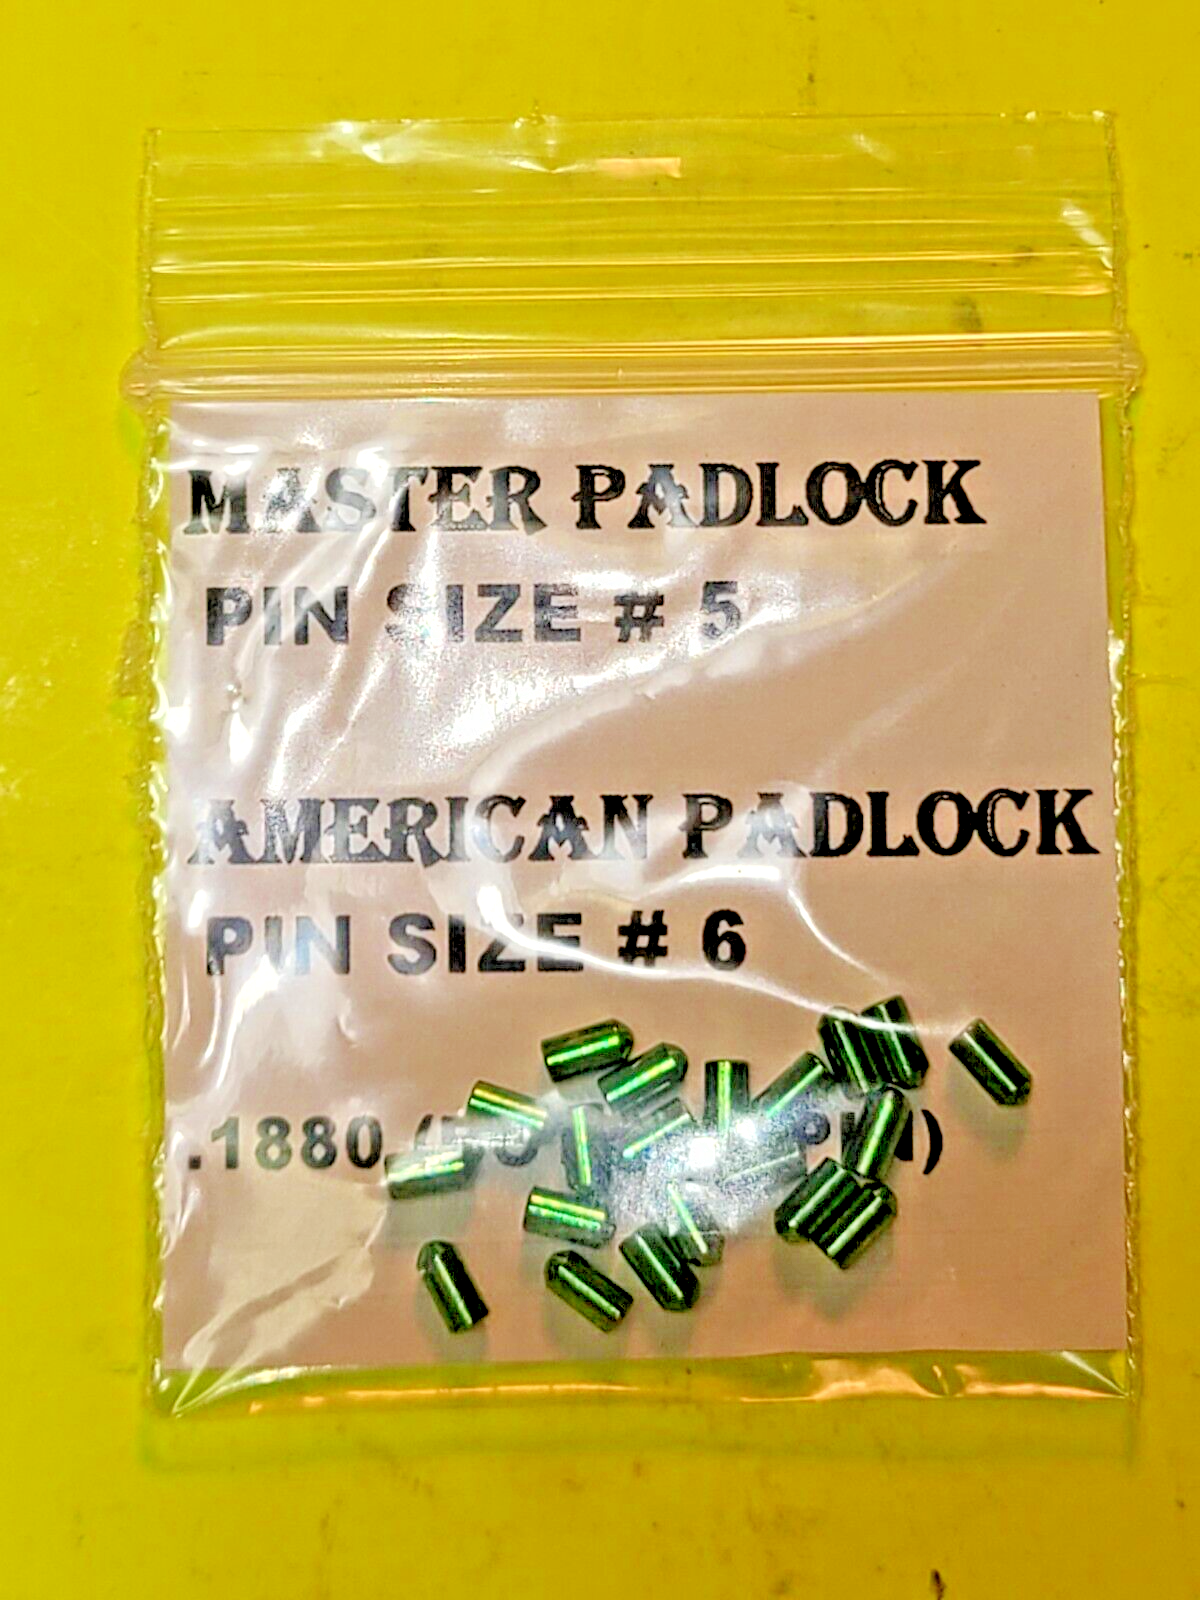 MASTER PADLOCK
PIN SIZE # 5
AMERICAN PADLOCK
PIN SIZE # 6
.1880